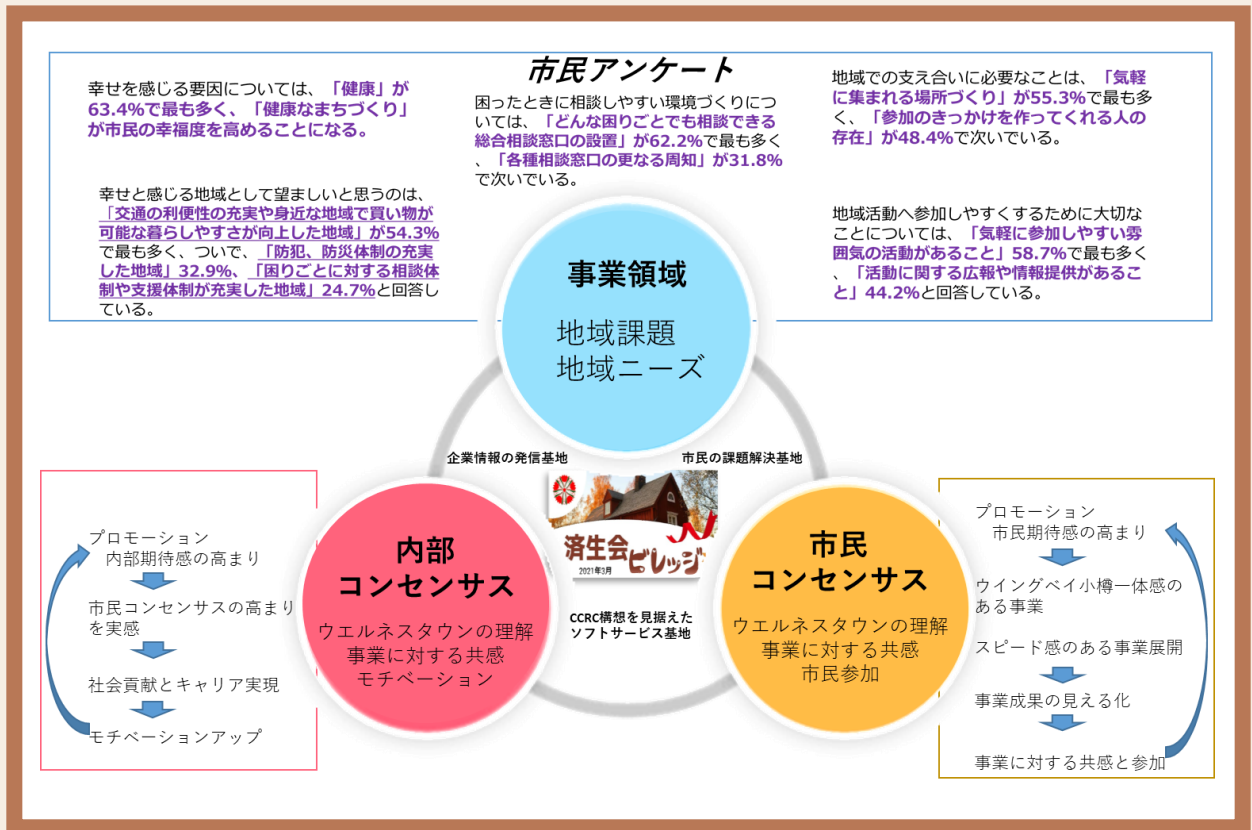 市民アンケート
幸せを感じる要因については、「健康」が
63.4%で最も多く、「健康なまちづくり」
が市民の幸福度を高めることになる。
幸せと感じる地域として望ましいと思うのは、
「交通の利便性の充実や身近な地域で買い物が
可能な暮らしやすさが向上した地域」が54.3%
で最も多く、ついで、「防犯、防災体制の充実
した地域」32.9%、「困りごとに対する相談体
制や支援体制が充実した地域」24.7%と回答し
ている。
困ったときに相談しやすい環境づくりにつ
いては、「どんな困りごとでも相談できる
総合相談窓口の設置」が62.2%で最も多く
、「各種相談窓口の更なる周知」が31.8%
で次いでいる。
地域での支え合いに必要なことは、「気軽
に集まれる場所づくり」が55.3%で最も多
く、「参加のきっかけを作ってくれる人の
存在」が48.4%で次いでいる。
地域活動へ参加しやすくするために大切な
ことについては、「気軽に参加しやすい雰
囲気の活動があること」58.7%で最も多く
、「活動に関する広報や情報提供があるこ
と」44.2%と回答している。
事業領域
地域課題
地域ニーズ
企業情報の発信基地
市民の課題解決基地
済生会ビレッジ
2021年3月
CCRC構想を見据えた
ソフトサービス基地
内部
コンセンサス
ウエルネスタウンの理解
事業に対する共感
モチベーション
市民
コンセンサス
ウエルネスタウンの理解
事業に対する共感
市民参加
プロモーション
内部期待感の高まり
市民コンセンサスの高まり
を実感
社会貢献とキャリア実現
モチベーションアップ
プロモーション
市民期待感の高まり
ウイングベイ小樽一体感の
ある事業
スピード感のある事業展開
事業成果の見える化
事業に対する共感と参加